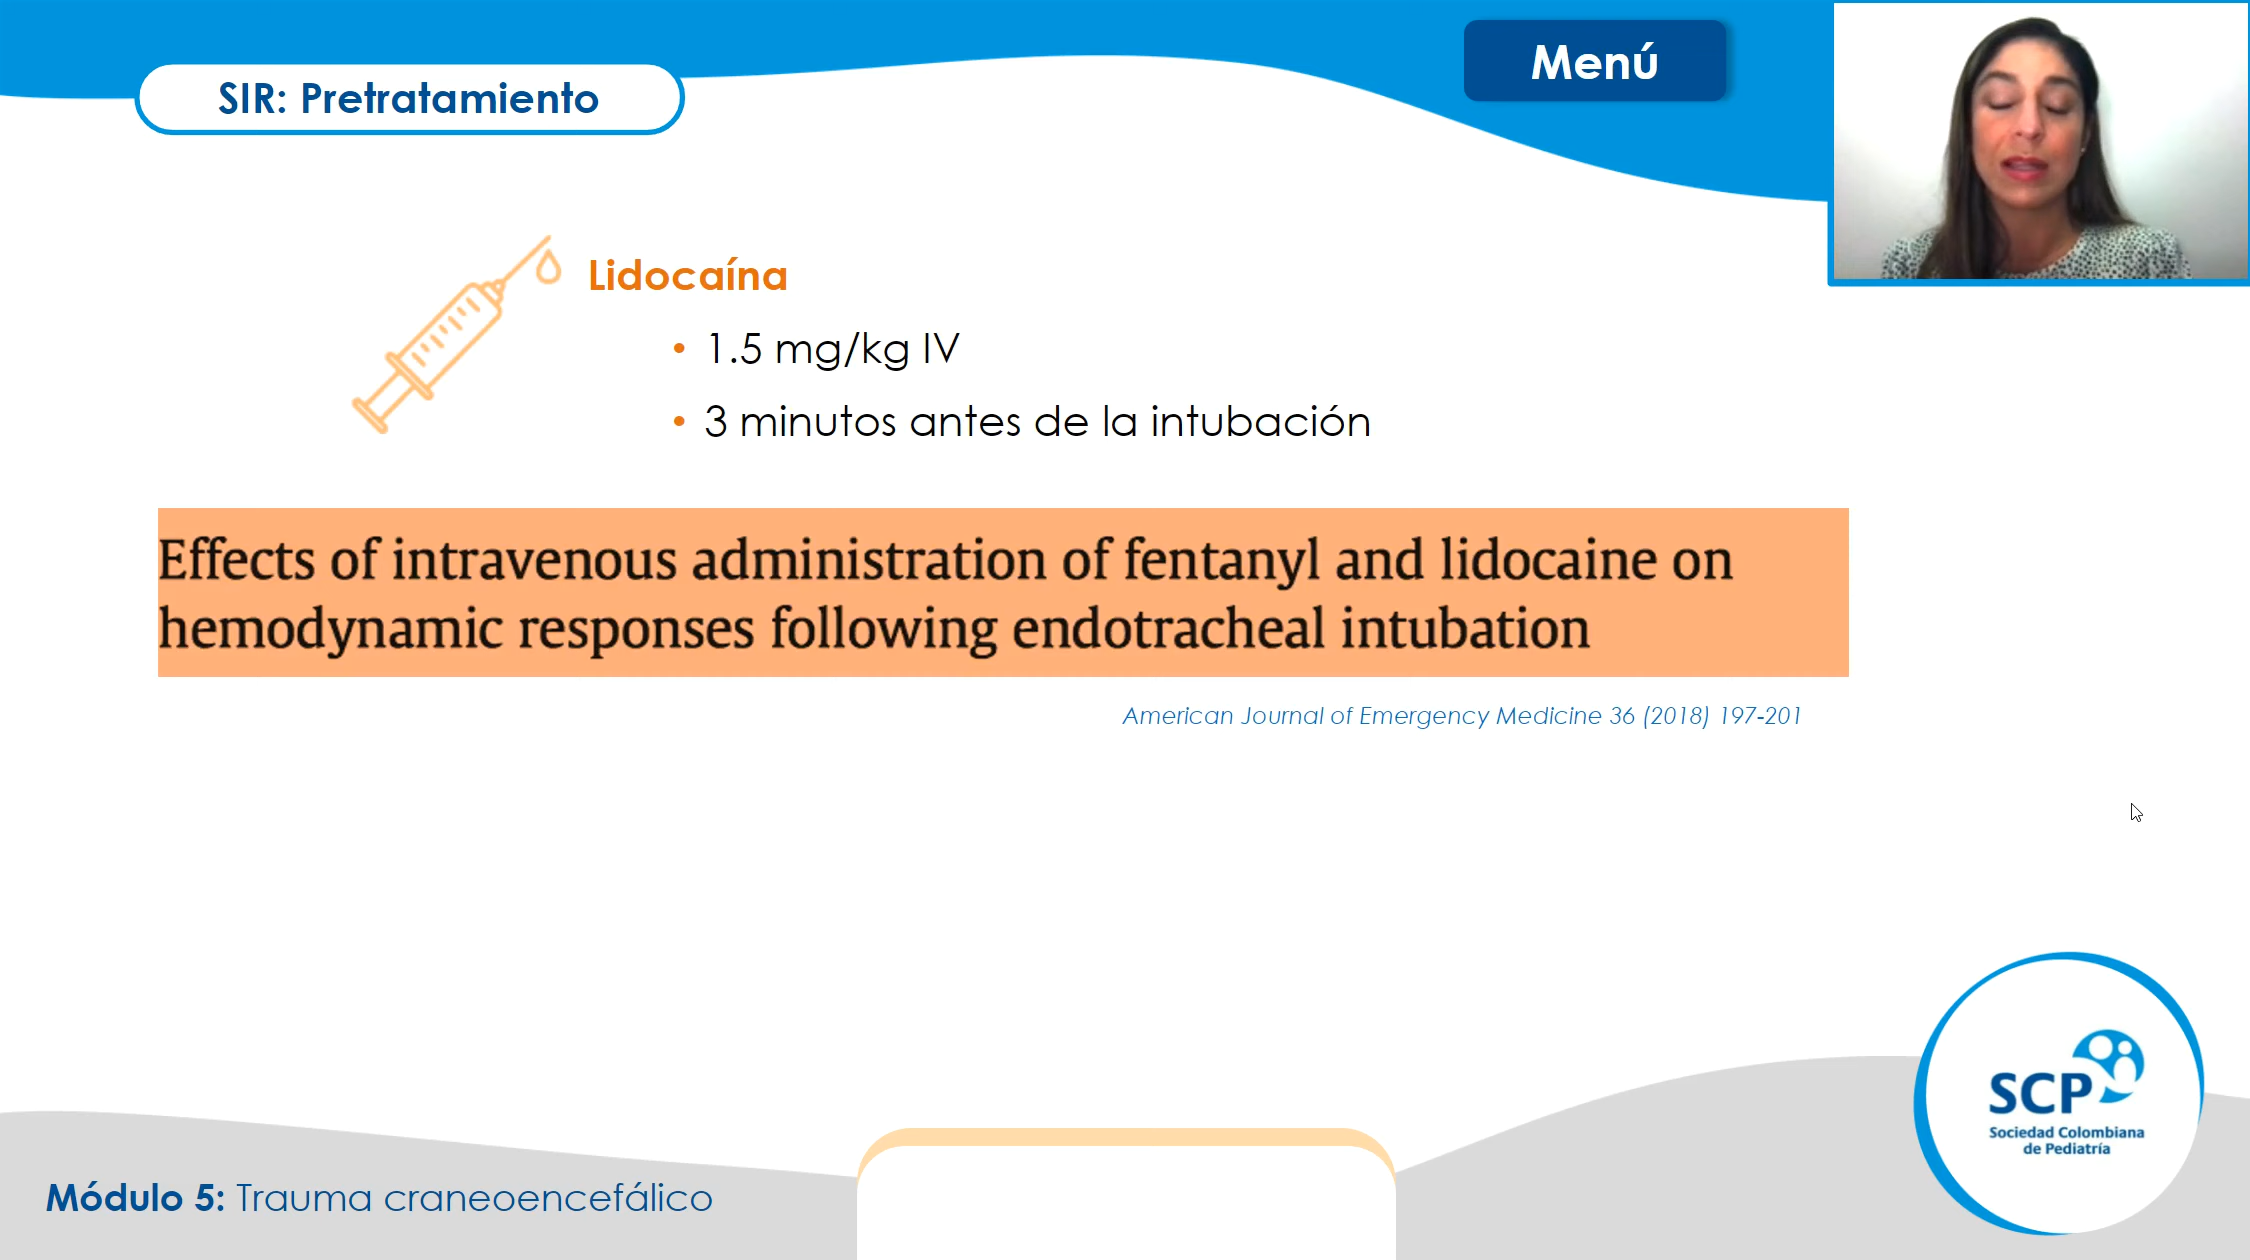 SIR: Pretratamiento
Menú
Lidocaína
• 1.5 mg/kg IV
• 3 minutos antes de la intubación
Effects of intravenous administration of fentanyl and lidocaine on
hemodynamic responses following endotracheal intubation
American Journal of Emergency Medicine 36 (2018) 197-201
SCP
Sociedad Colombiana
de Pediatría
Módulo 5: Trauma craneoencefálico